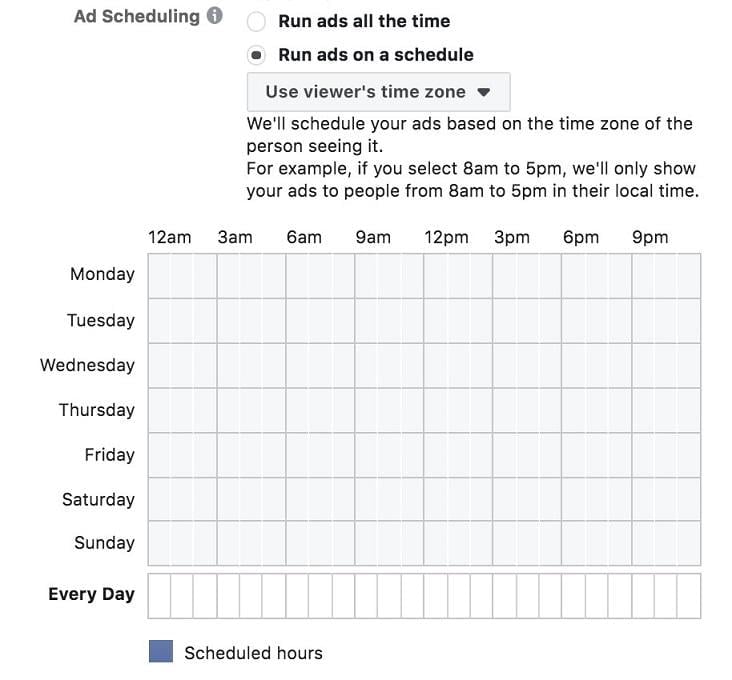 Ad Scheduling
Run ads all the time
Run ads on a schedule
Use viewer's time zone
We'll schedule your ads based on the time zone of the
person seeing it.
For example, if you select 8am to 5pm, we'll only show
your ads to people from 8am to 5pm in their local time.
12am 3am 6am 9am 12pm 3pm 6pm 9pm
Monday
Tuesday
Wednesday
Thursday
Friday
Saturday
Sunday
Every Day
Scheduled hours